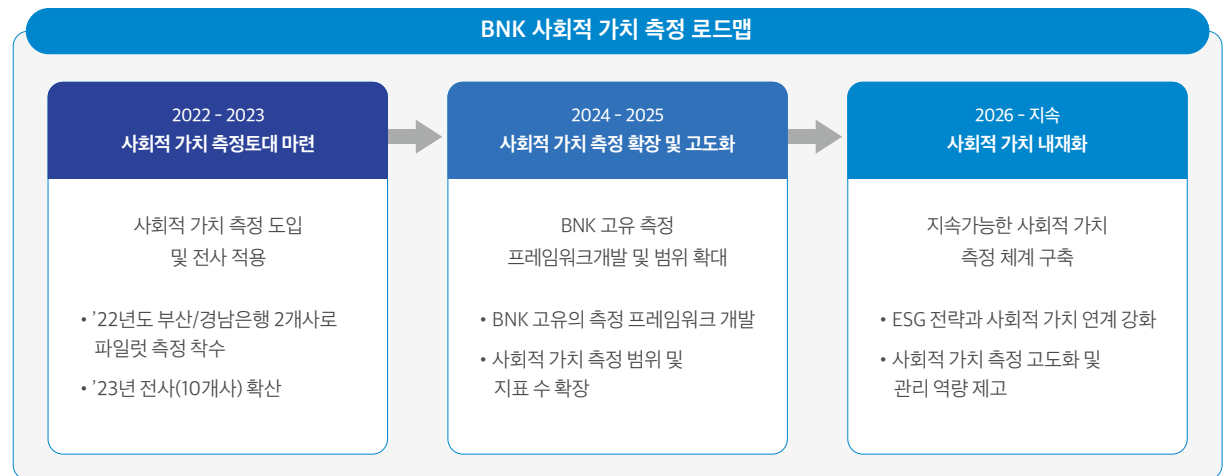 BNK 사회적 가치 측정 로드맵
2022 - 2023
사회적 가치 측정토대 마련
사회적 가치 측정 도입
및 전사 적용
• ’22년도 부산/경남은행 2개사로
파일럿 측정 착수
• ’23년 전사(10개사) 확산
2024 - 2025
사회적 가치 측정 확장 및 고도화
BNK 고유 측정
프레임워크개발 및 범위 확대
• BNK 고유의 측정 프레임워크 개발
• 사회적 가치 측정 범위 및
지표 수 확장
2026 - 지속
사회적 가치 내재화
지속가능한 사회적 가치
측정 체계 구축
• ESG 전략과 사회적 가치 연계 강화
• 사회적 가치 측정 고도화 및
관리 역량 제고